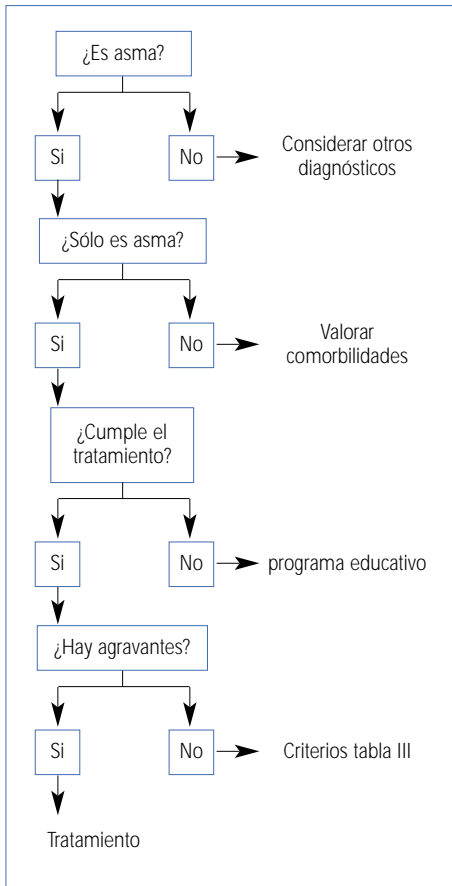 ¿Es asma?
Si
No
Considerar otros
diagnósticos
¿Sólo es asma?
Si
No
Valorar
comorbilidades
¿Cumple el
tratamiento?
Si
No
programa educativo
¿Hay agravantes?
Si
No
Criterios tabla III
Tratamiento